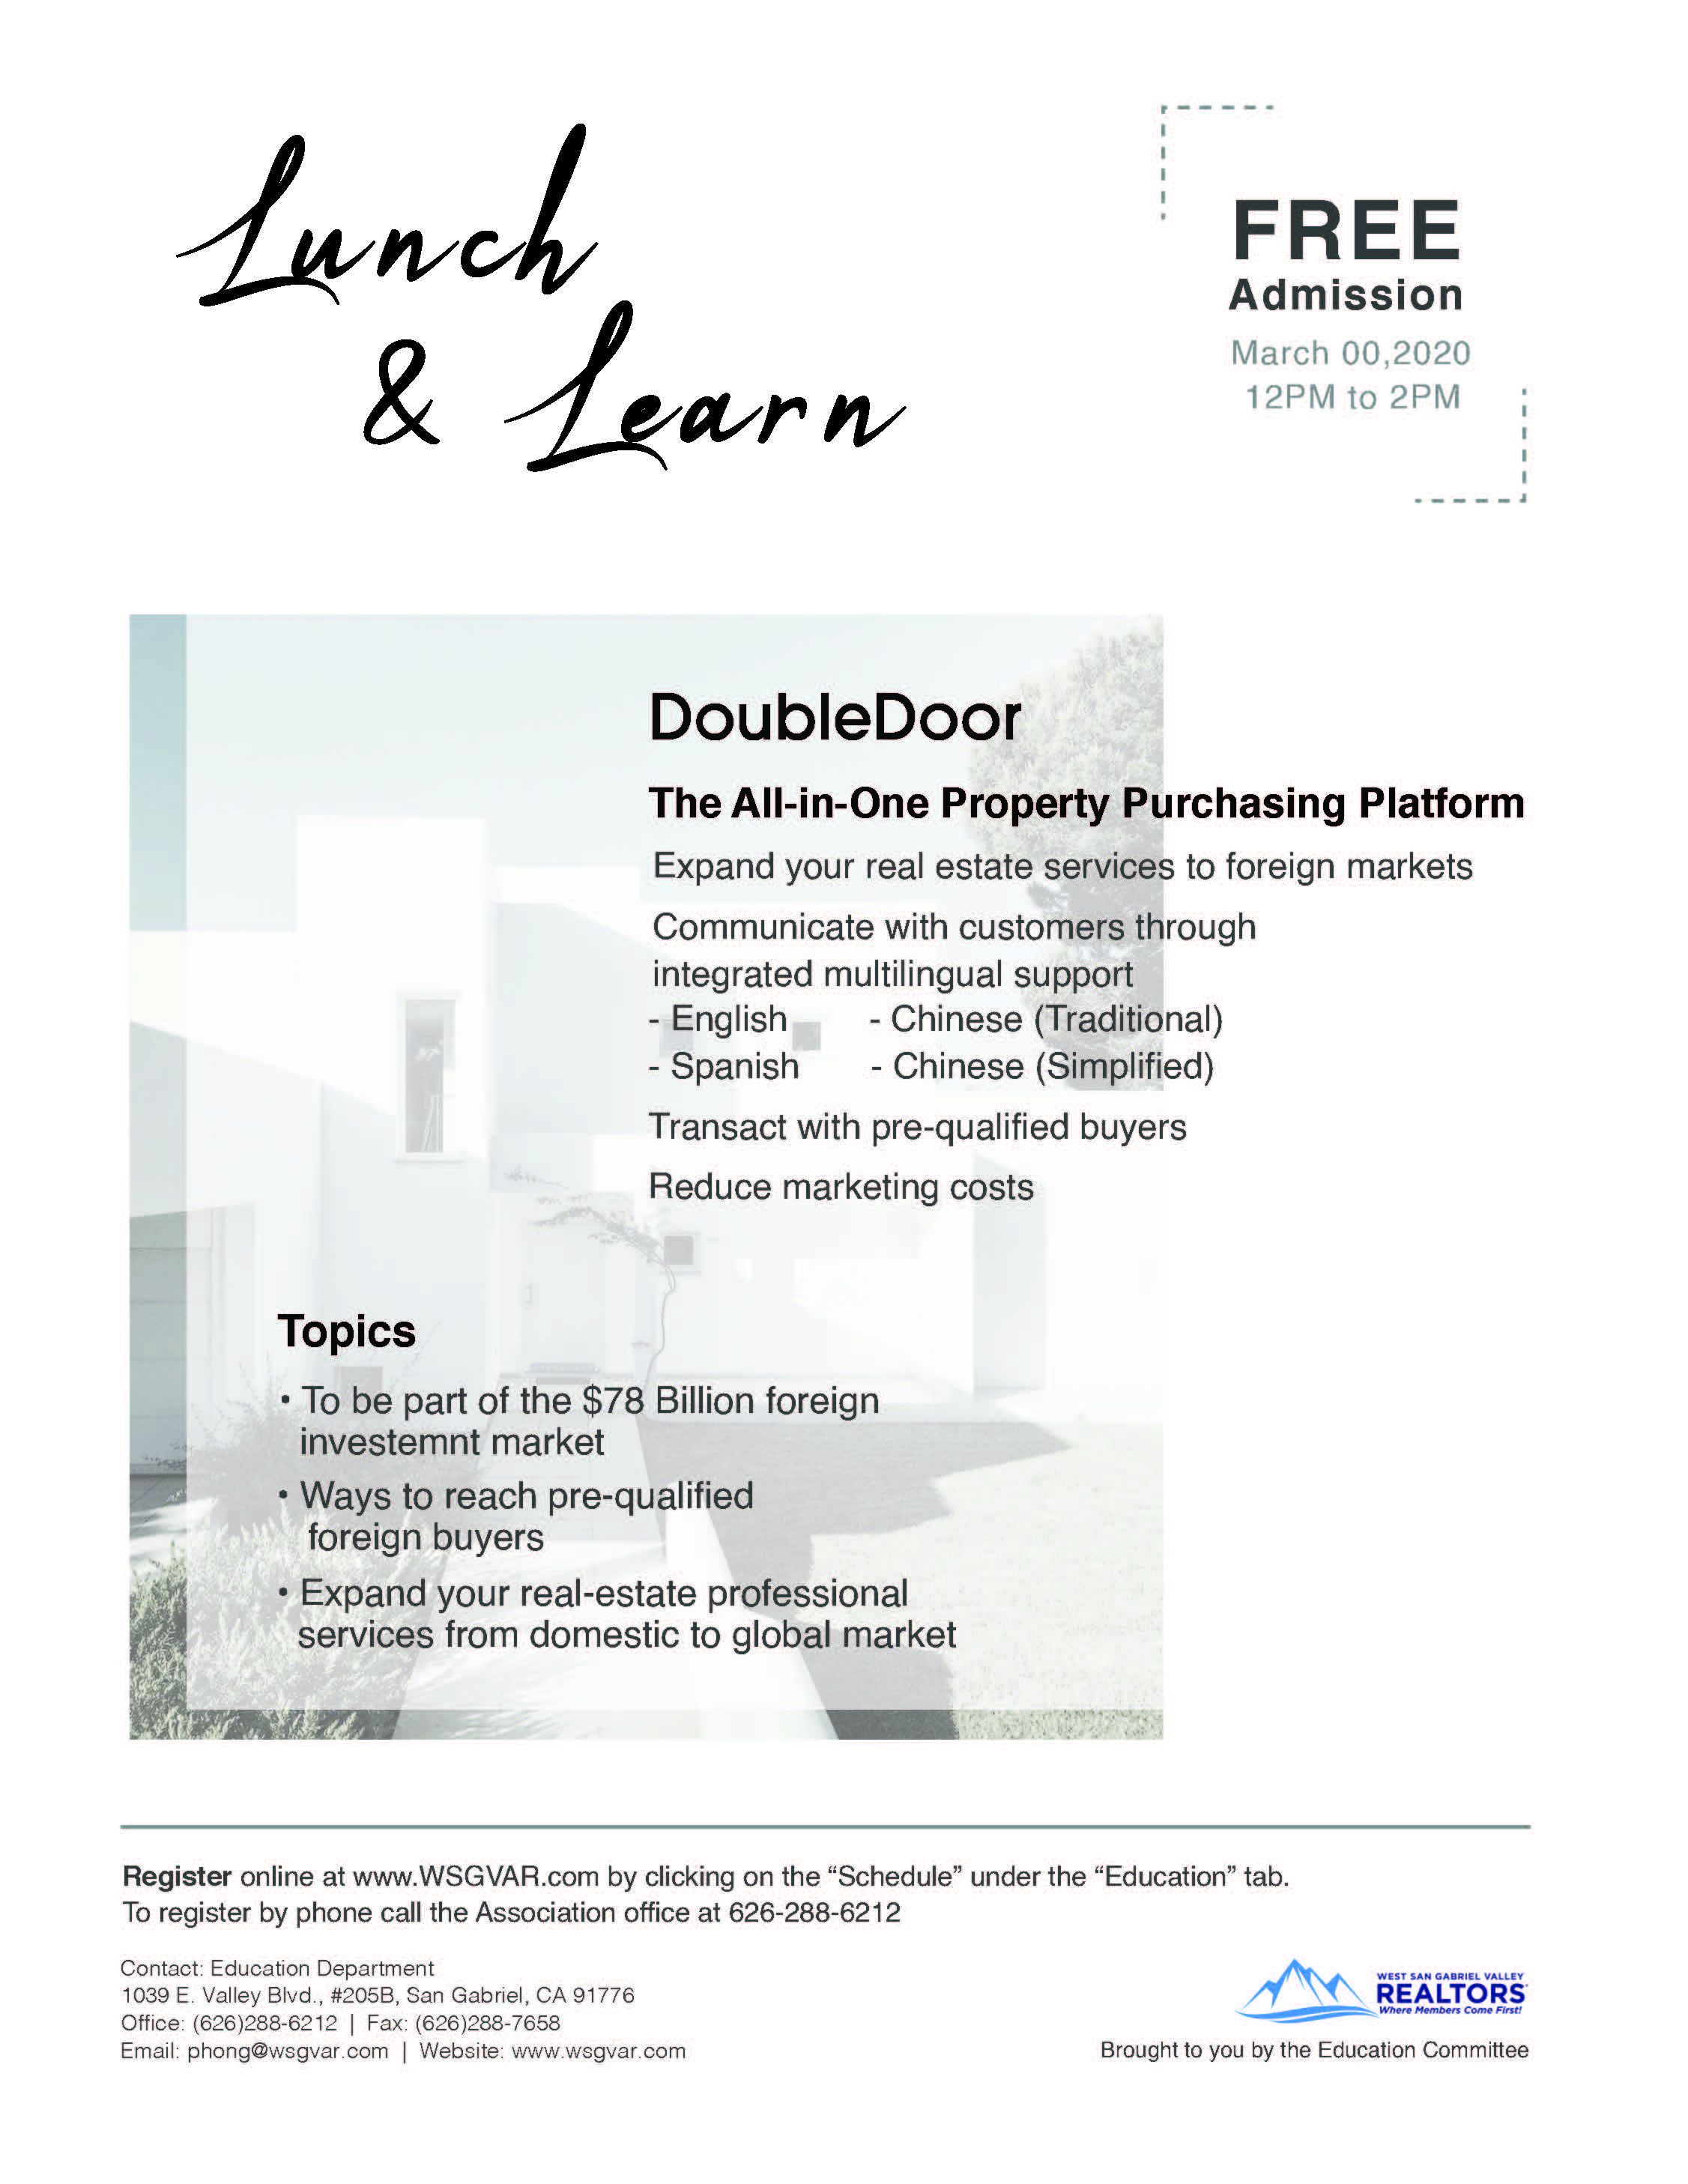 Lunch
& Learn
FREE
Admission
March 00,2020
12PM to 2PM
DoubleDoor
The All-in-One Property Purchasing Platform
Expand your real estate services to foreign markets
Communicate with customers through
integrated multilingual support
- English - Chinese (Traditional)
- Spanish - Chinese (Simplified)
Transact with pre-qualified buyers
Reduce marketing costs
Topics
• To be part of the $78 Billion foreign
investemnt market
• Ways to reach pre-qualified
foreign buyers
• Expand your real-estate professional
services from domestic to global market
Register online at www.WSGVAR.com by clicking on the “Schedule” under the “Education” tab.
To register by phone call the Association office at 626-288-6212
Contact: Education Department
1039 E. Valley Blvd., #205B, San Gabriel, CA 91776
Office: (626)288-6212 | Fax: (626)288-7658
Email: phong@wsgvar.com | Website: www.wsgvar.com
WEST SAN GABRIEL VALLEY
REALTORS®
Where Members Come First!
Brought to you by the Education Committee